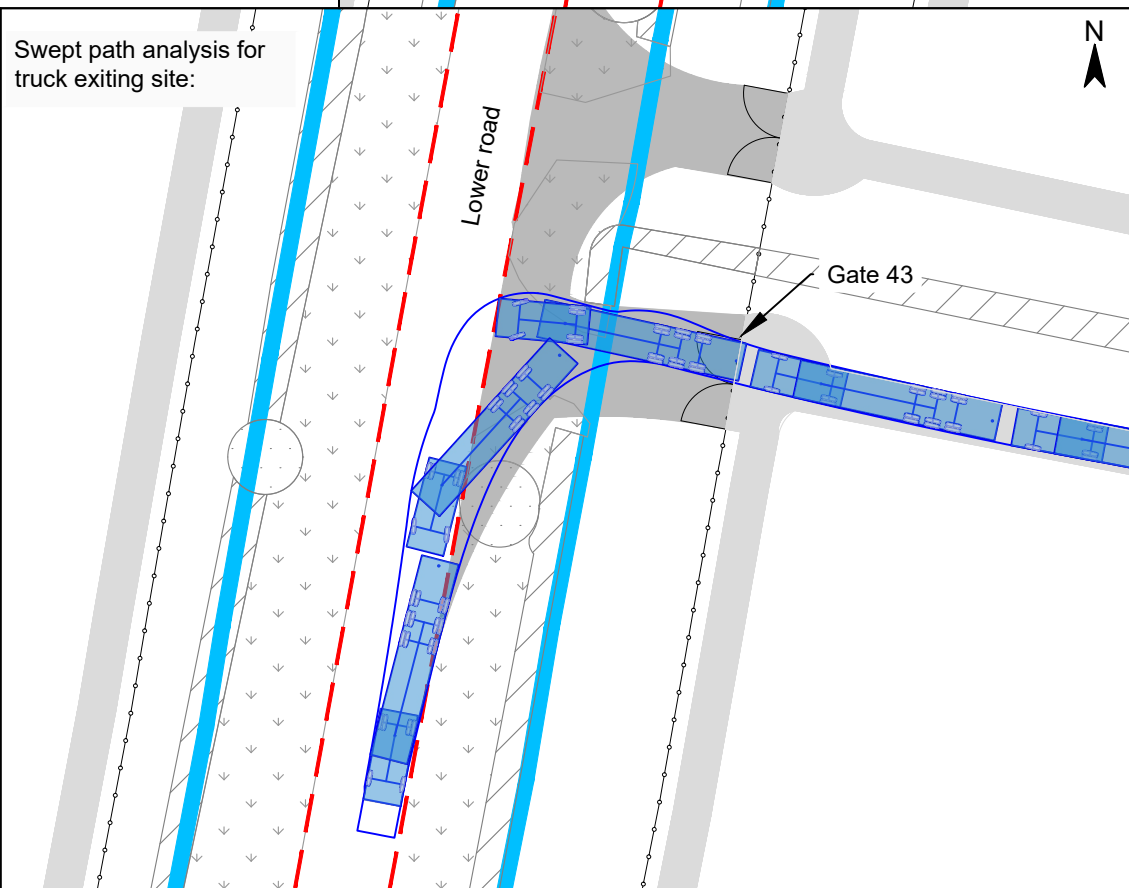 Swept path analysis for
truck exiting site:
N
Lower road
Gate 43